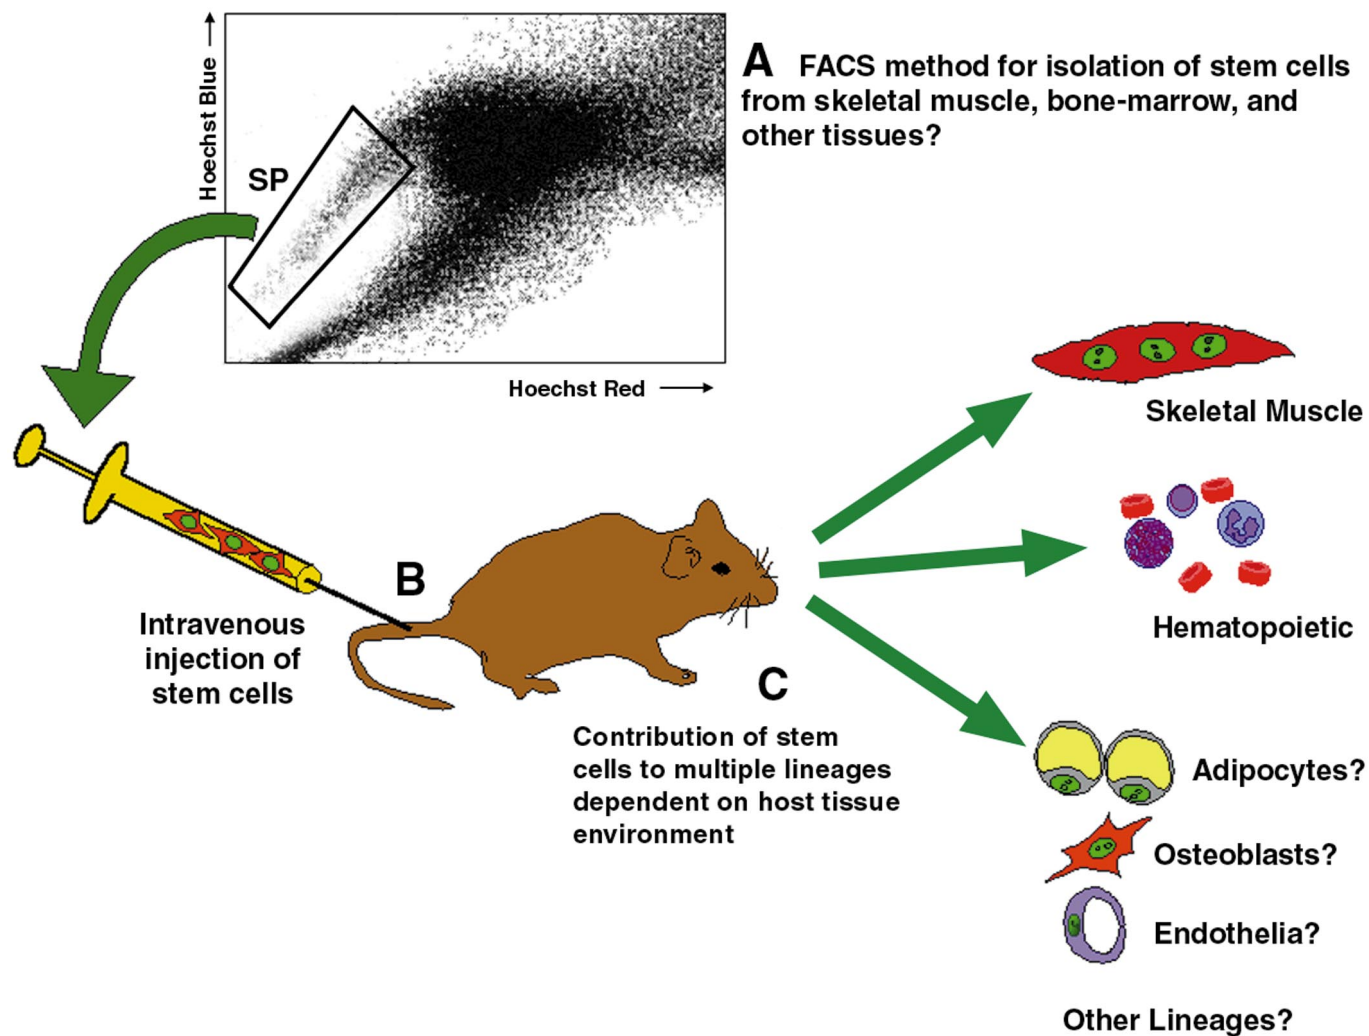 A FACS method for isolation of stem cells
from skeletal muscle, bone-marrow, and
other tissues?
Hoechst Blue
SP
Hoechst Red
Skeletal Muscle
Hematopoietic
B
Intravenous
injection of
stem cells
C
Contribution of stem
cells to multiple lineages
dependent on host tissue
environment
Adipocytes?
Osteoblasts?
Endothelia?
Other Lineages?